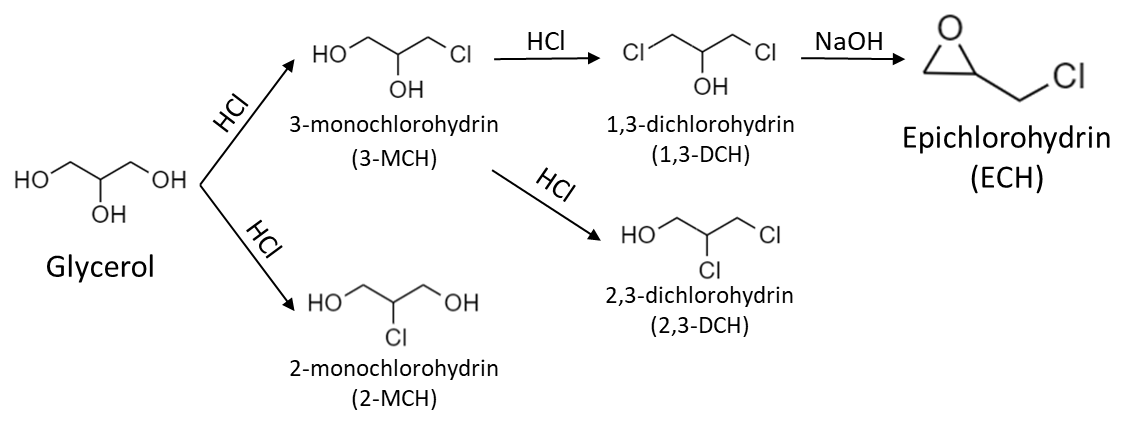 HO
Cl
OH
3-monochlorohydrin
(3-MCH)
HCl
Cl
Cl
OH
1,3-dichlorohydrin
(1,3-DCH)
NaOH
O
Cl
Epichlorohydrin
(ECH)
HCl
HO
OH
OH
Glycerol
HCl
HCl
HO
Cl
Cl
2,3-dichlorohydrin
(2,3-DCH)
HO
OH
Cl
2-monochlorohydrin
(2-MCH)